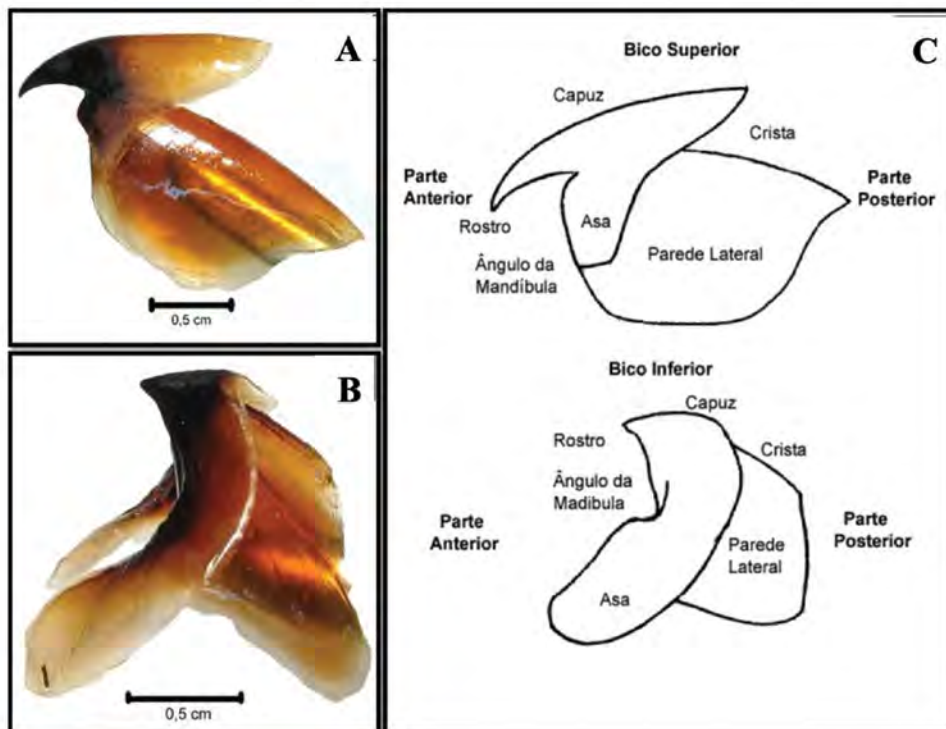 A
0,5 cm
B
0,5 cm
C
Bico Superior
Capuz
Crista
Parte
Anterior
Parte
Posterior
Rostro
Asa
Ângulo da
Mandíbula
Parede Lateral
Bico Inferior
Capuz
Rostro
Crista
Ângulo da
Madibula
Parte
Anterior
Parte
Posterior
Parede
Lateral
Asa